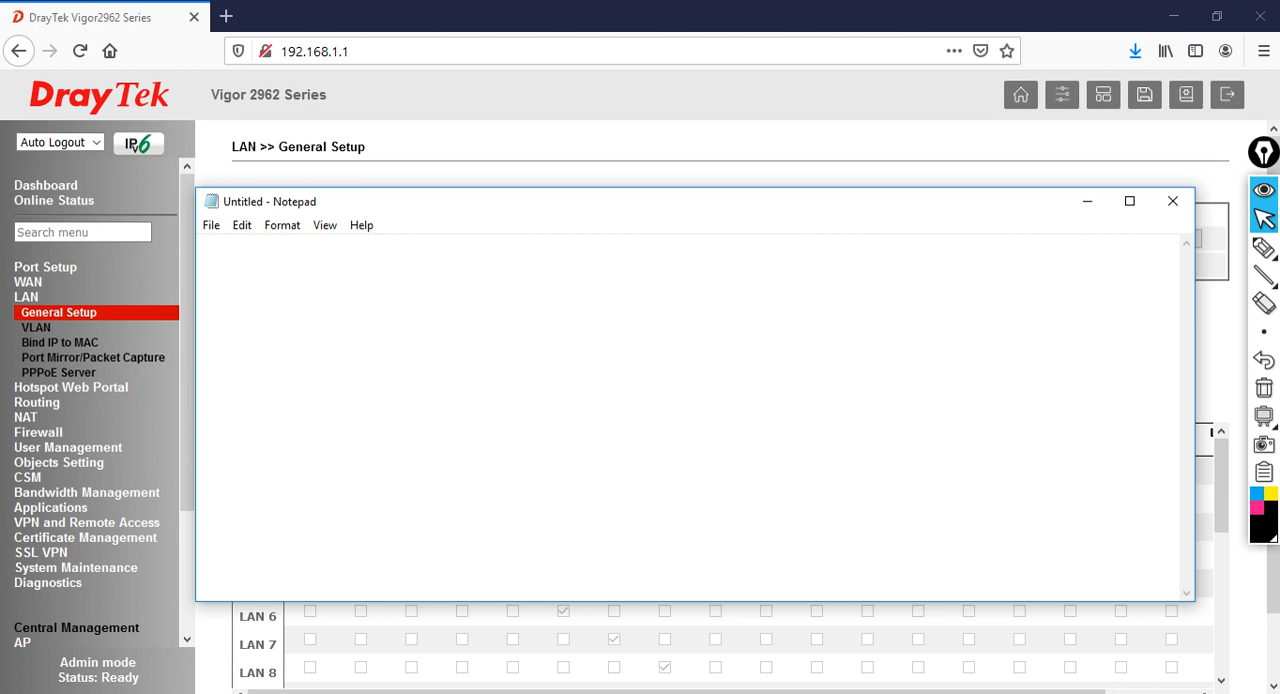 DrayTek Vigor2962 Series
192.168.1.1
DrayTek
Vigor 2962 Series
Auto Logout
IPv6
LAN >> General Setup
Dashboard
Online Status
Search menu
Port Setup
WAN
LAN
General Setup
VLAN
Bind IP to MAC
Port Mirror/Packet Capture
PPPoE Server
Hotspot Web Portal
Routing
NAT
Firewall
User Management
Objects Setting
CSM
Bandwidth Management
Applications
VPN and Remote Access
Certificate Management
SSL VPN
System Maintenance
Diagnostics
Central Management
AP
Admin mode
Status: Ready
Untitled - Notepad
File Edit Format View Help
LAN 6
LAN 7
LAN 8